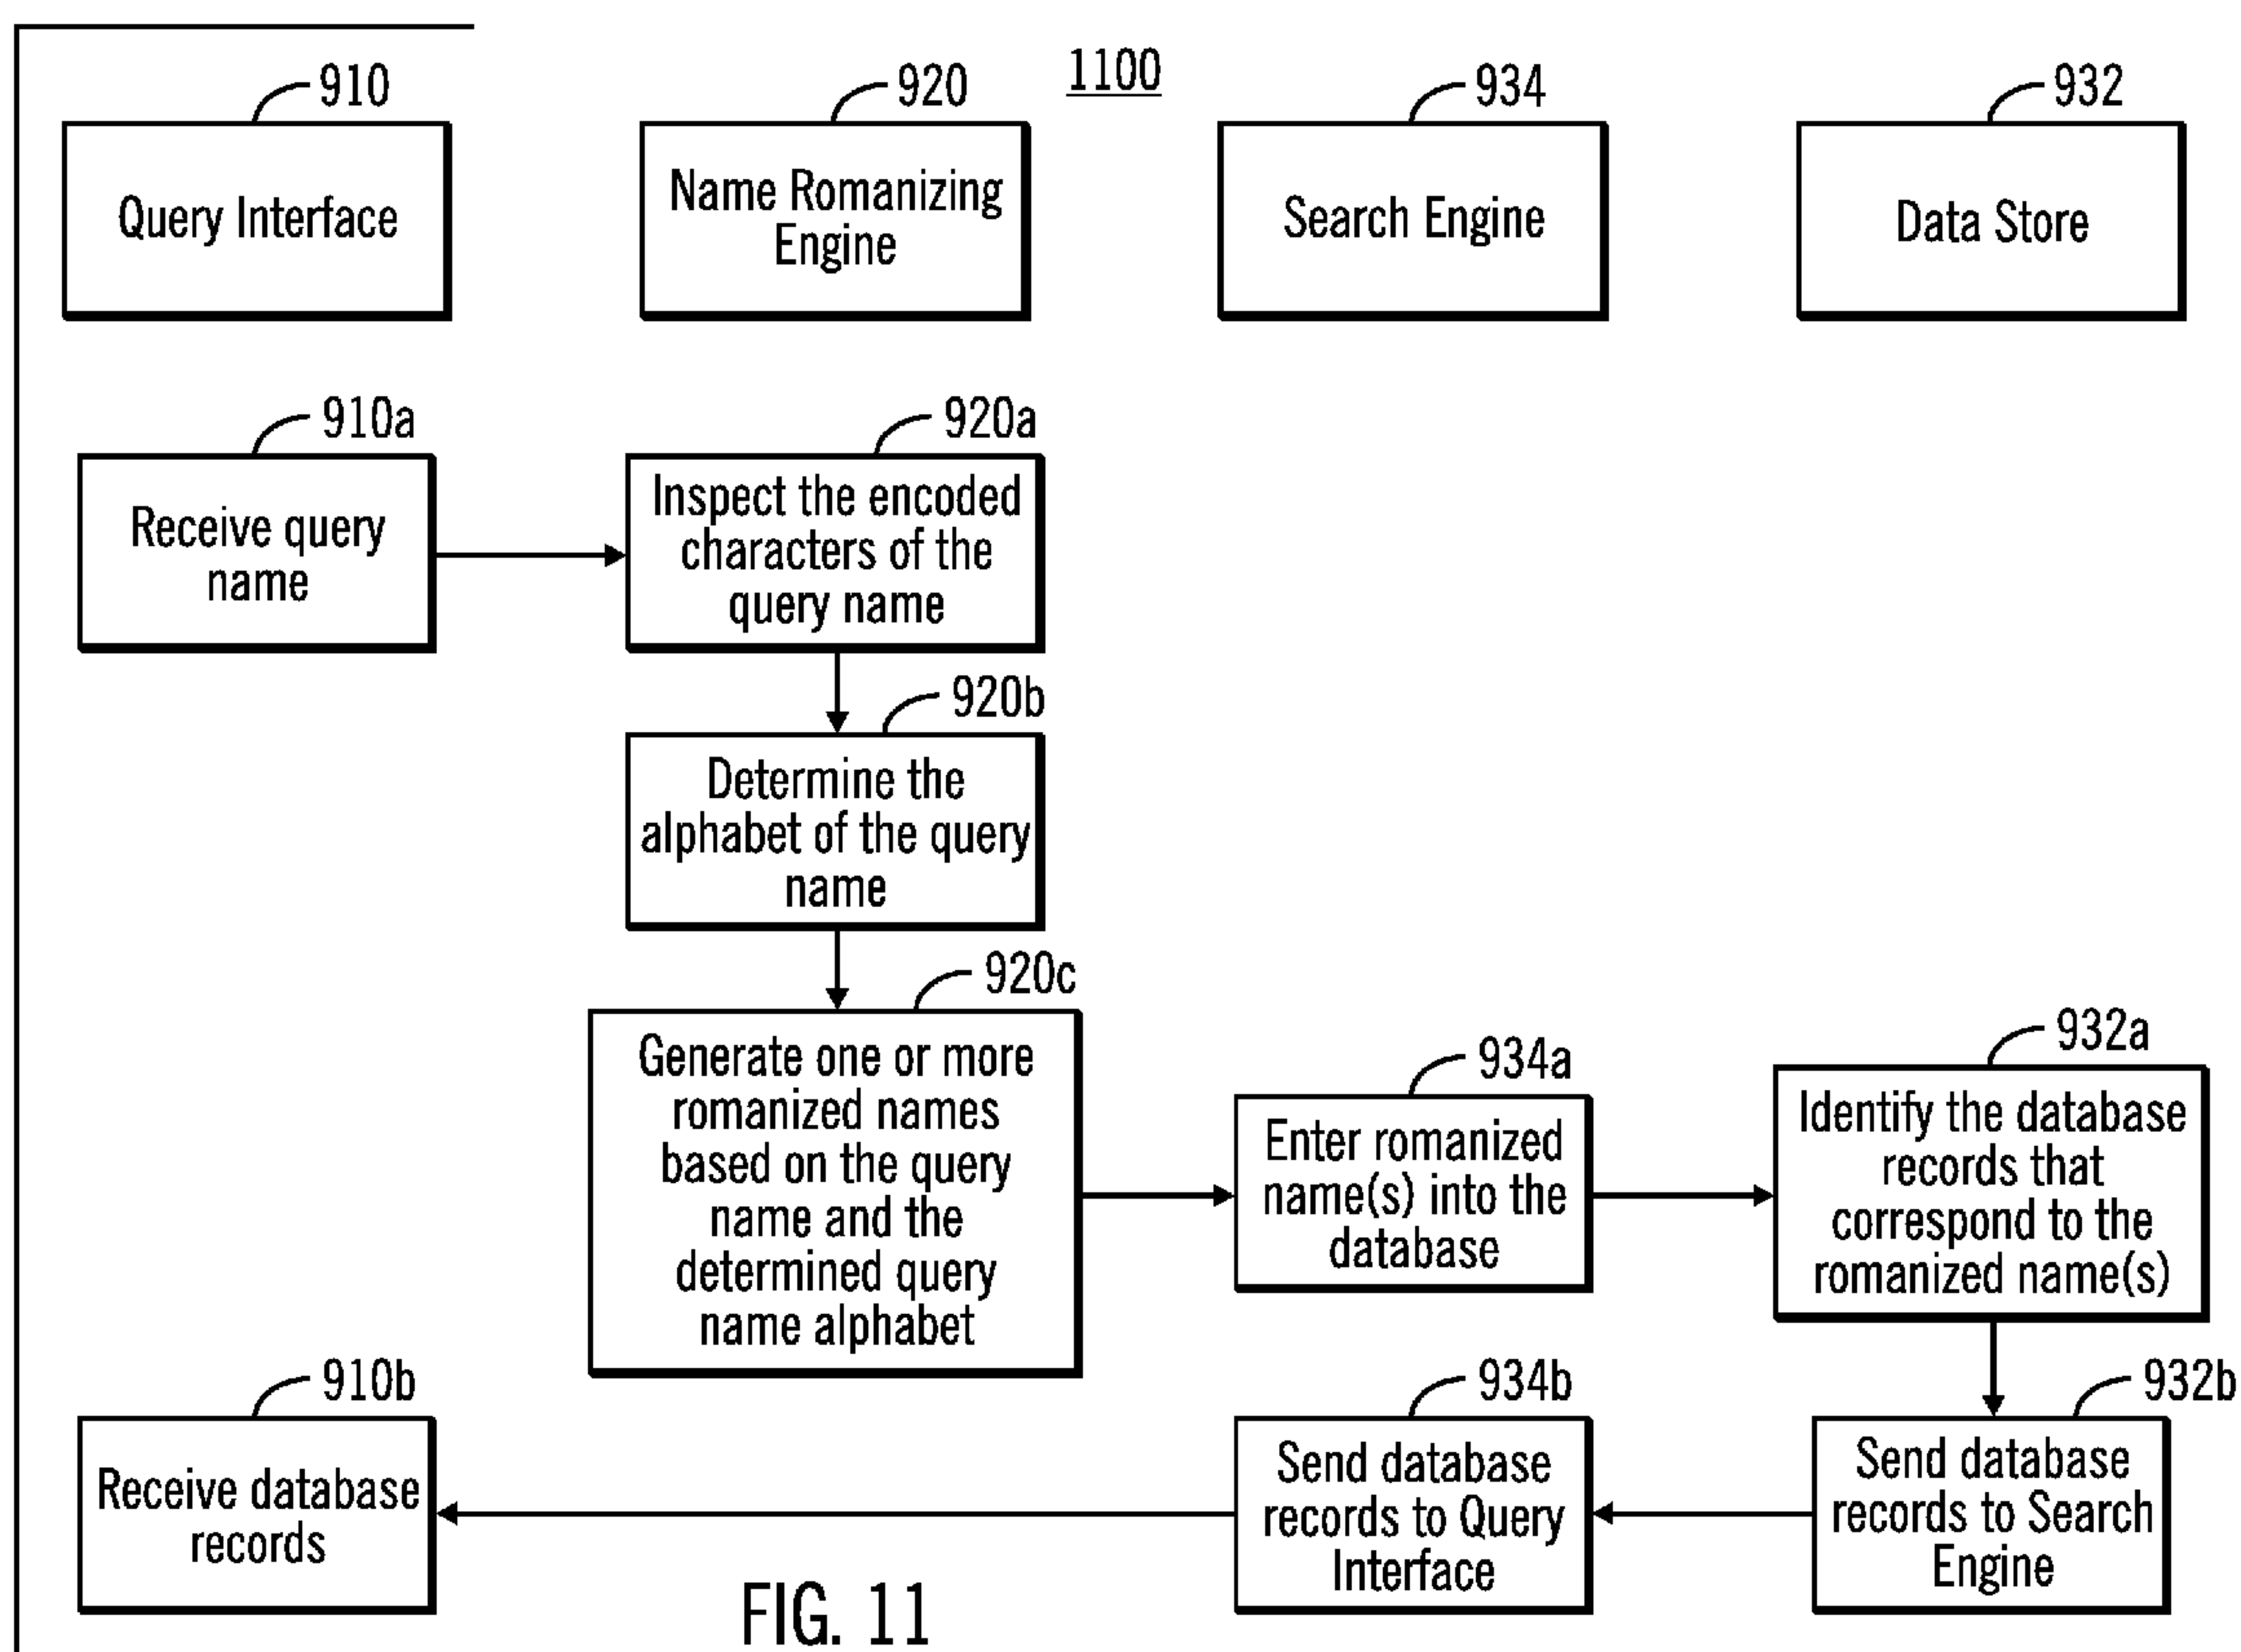 1100
910
920
934
932
Query Interface
Name Romanizing
Engine
Search Engine
Data Store
910a
Receive query
name
920a
Inspect the encoded
characters of the
query name
920b
Determine the
alphabet of the query
name
920c
Generate one or more
romanized names
based on the query
name and the
determined query
name alphabet
934a
Enter romanized
name(s) into the
database
932a
Identify the database
records that
correspond to the
romanized name(s)
932b
Send database
records to Search
Engine
934b
Send database
records to Query
Interface
910b
Receive database
records
FIG. 11